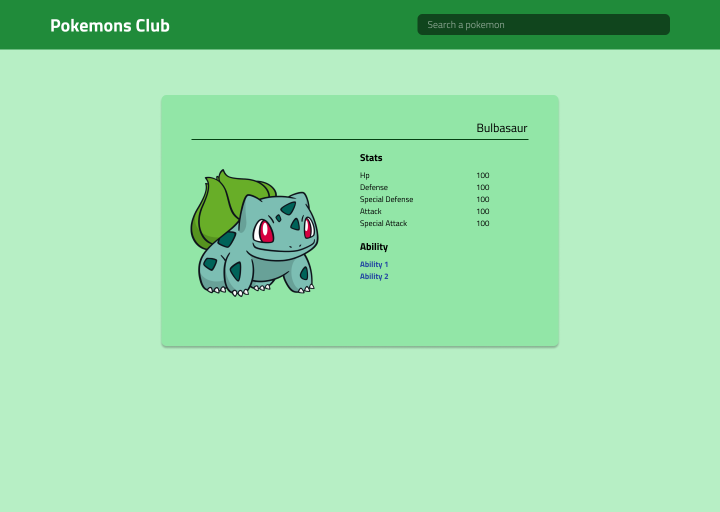 Pokemons Club
Search a pokemon
Bulbasaur
Stats
Hp 100
Defense 100
Special Defense 100
Attack 100
Special Attack 100
Ability
Ability 1
Ability 2